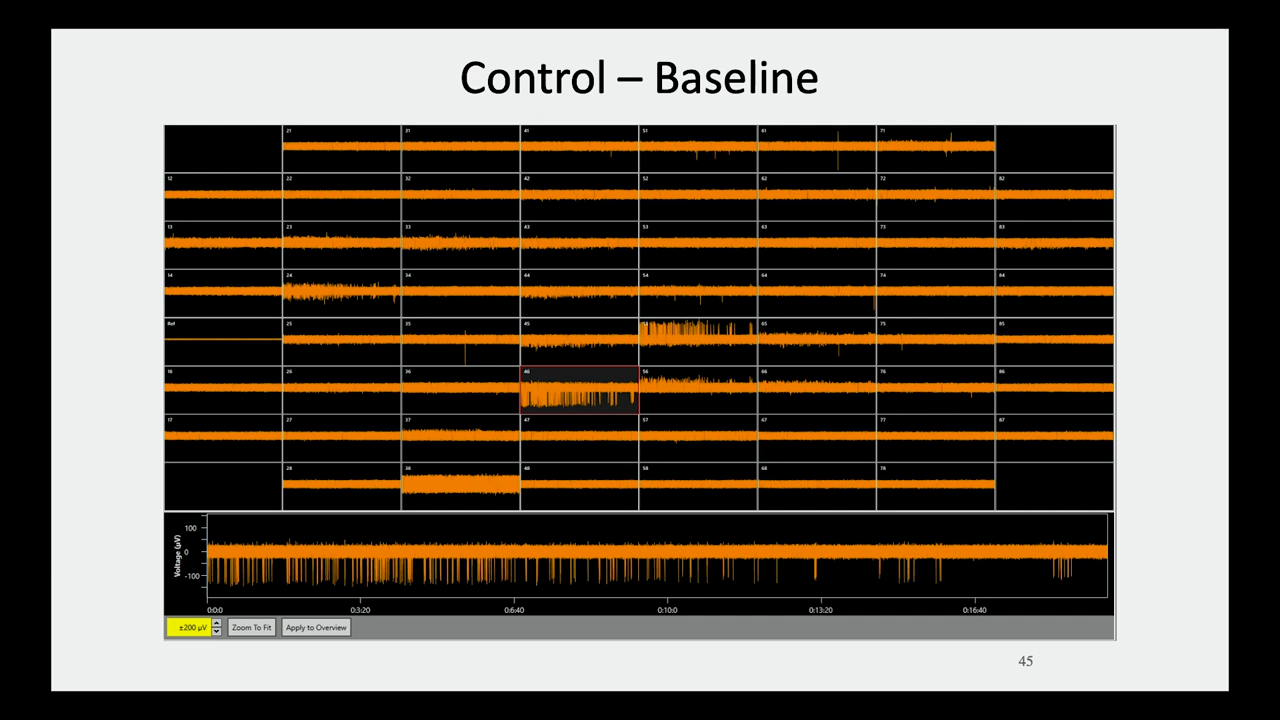 Control – Baseline
21 31 41 51 61 71
12 22 32 42 52 62 72 82
13 23 33 43 53 63 73 83
14 24 34 44 54 64 74 84
Ref 25 35 45 65 75 85
16 26 36 46 56 66 76 86
17 27 37 47 57 67 77 87
28 38 48 58 68 78
Voltage (µV)
100
0
-100
0:0:0 0:3:20 0:6:40 0:10:0 0:13:20 0:16:40
±200 µV Zoom To Fit Apply to Overview
45